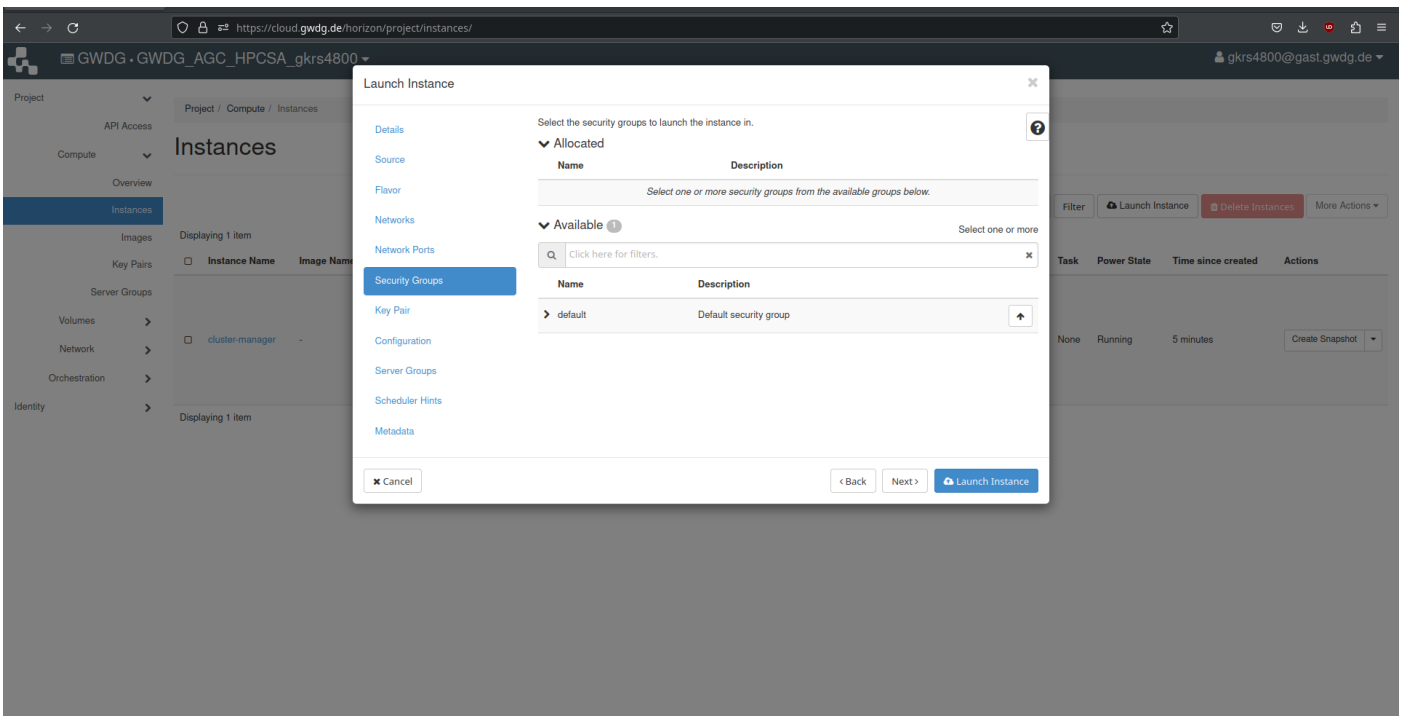 https://cloud.gwdg.de/horizon/project/instances/
GWDG • GWDG_AGC_HPCSA_gkrs4800
gkrs4800@gast.gwdg.de
Project
API Access
Compute
Overview
Instances
Images
Key Pairs
Server Groups
Volumes
Network
Orchestration
Identity
Project / Compute / Instances
Instances
Filter Launch Instance Delete Instances More Actions
Displaying 1 item
Instance Name Image Name Task Power State Time since created Actions
cluster-manager - None Running 5 minutes Create Snapshot
Displaying 1 item
Launch Instance
Details
Source
Flavor
Networks
Network Ports
Security Groups
Key Pair
Configuration
Server Groups
Scheduler Hints
Metadata
Select the security groups to launch the instance in.
Allocated
Name Description
Select one or more security groups from the available groups below.
Available 1 Select one or more
Click here for filters.
Name Description
default Default security group
Cancel < Back Next > Launch Instance